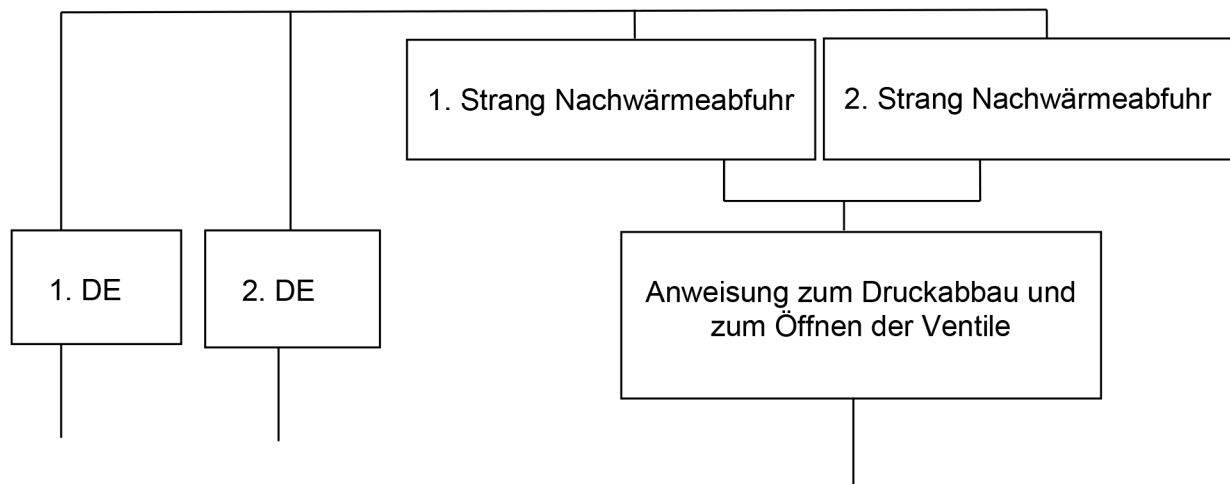 1. Strang Nachwärmeabfuhr
2. Strang Nachwärmeabfuhr
1. DE
2. DE
Anweisung zum Druckabbau und
zum Öffnen der Ventile